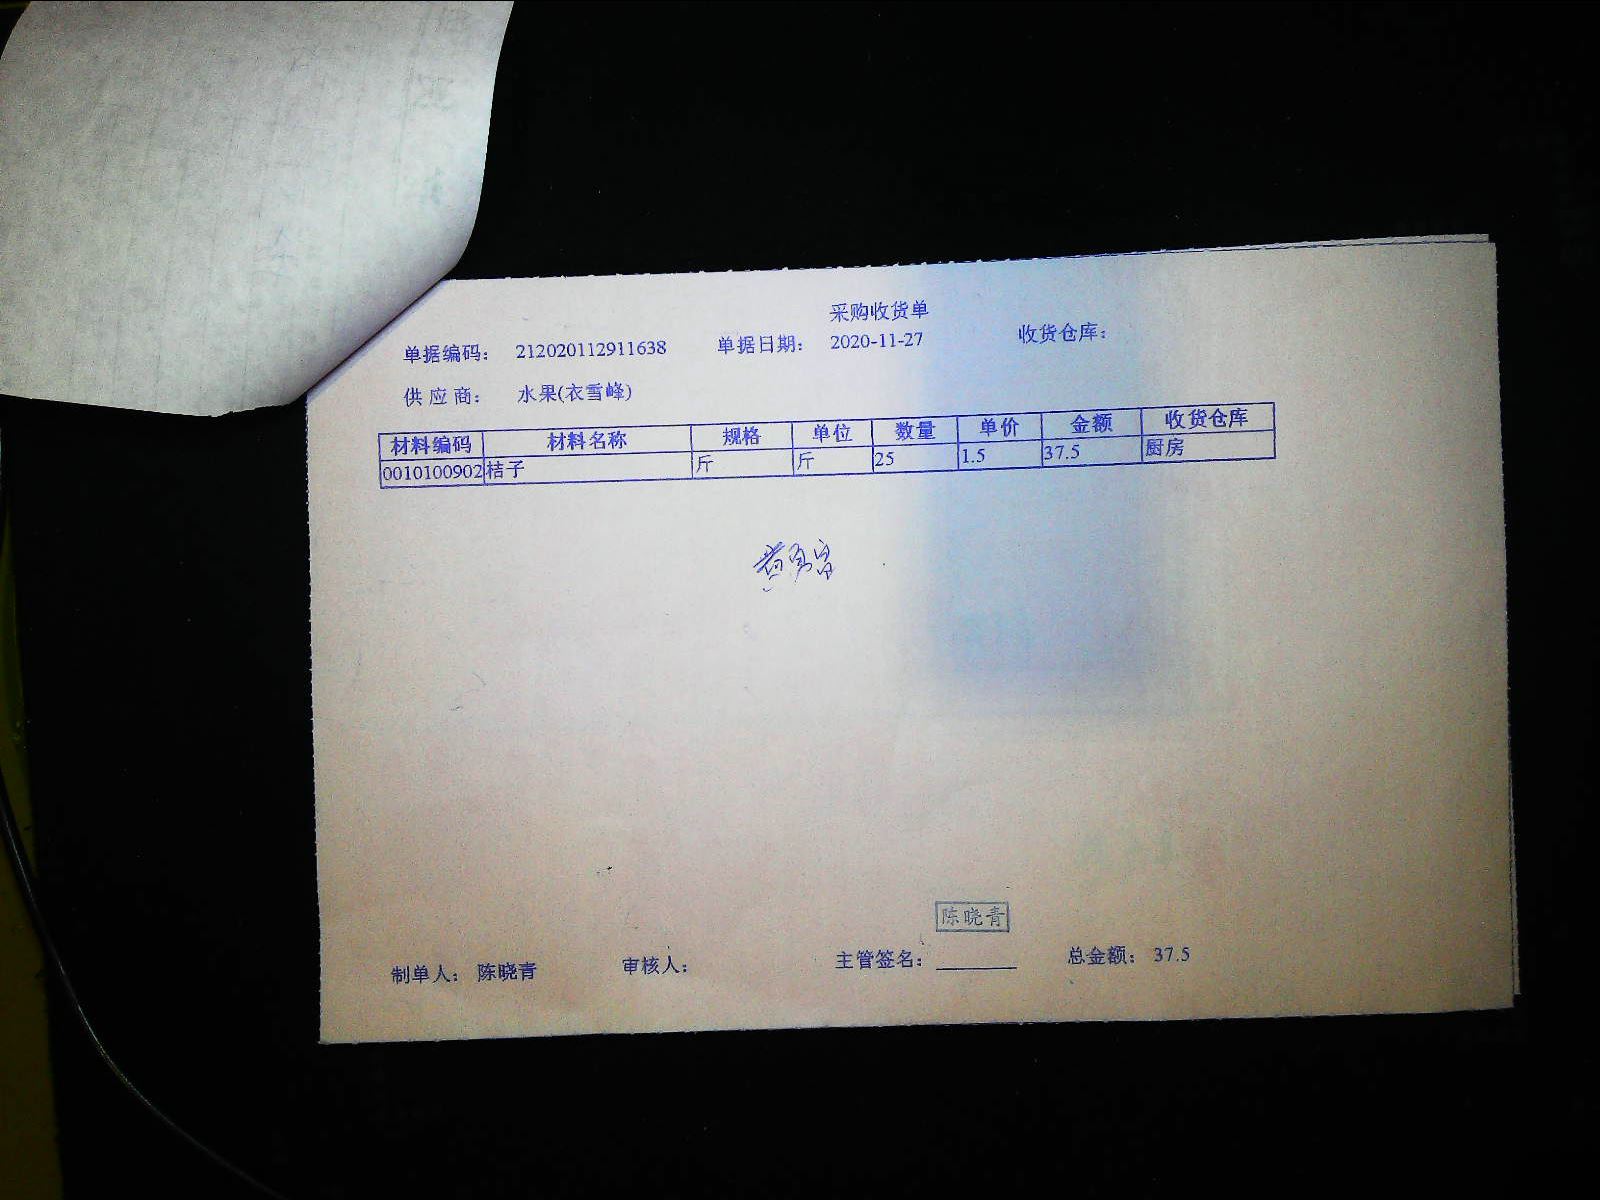 采购收货单
单据编码： 212020112911638 单据日期： 2020-11-27 收货仓库：
供应商： 水果(衣雪峰)
材料编码 材料名称 规格 单位 数量 单价 金额 收货仓库
0010100902 桔子 斤 斤 25 1.5 37.5 厨房
陈晓青
制单人： 陈晓青 审核人： 主管签名： 总金额： 37.5